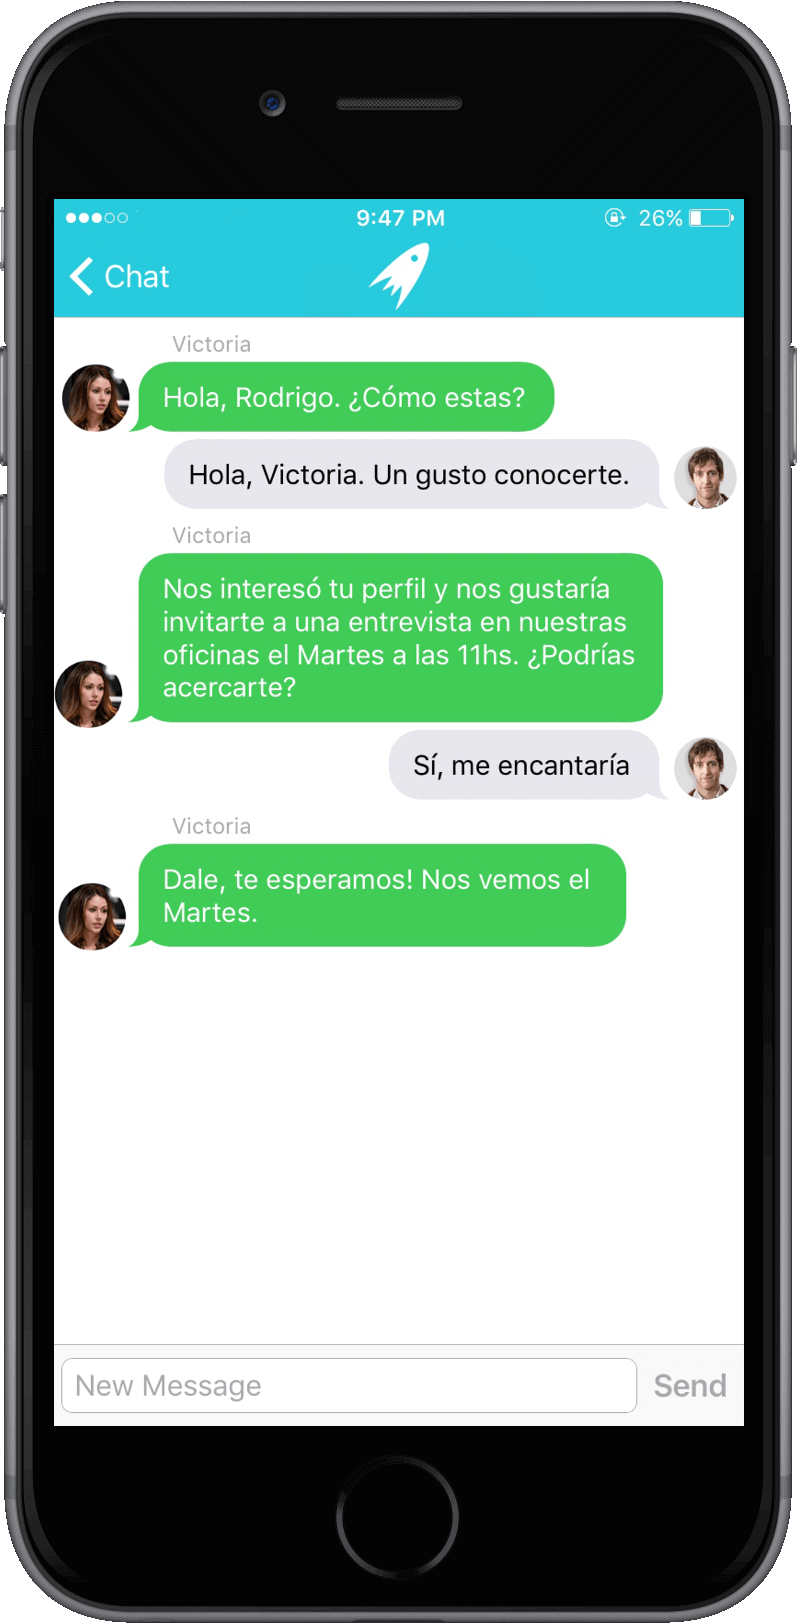 9:47 PM
26%
Chat
Victoria
Hola, Rodrigo. ¿Cómo estas?
Hola, Victoria. Un gusto conocerte.
Victoria
Nos interesó tu perfil y nos gustaría
invitarte a una entrevista en nuestras
oficinas el Martes a las 11hs. ¿Podrías
acercarte?
Sí, me encantaría
Victoria
Dale, te esperamos! Nos vemos el
Martes.
New Message
Send